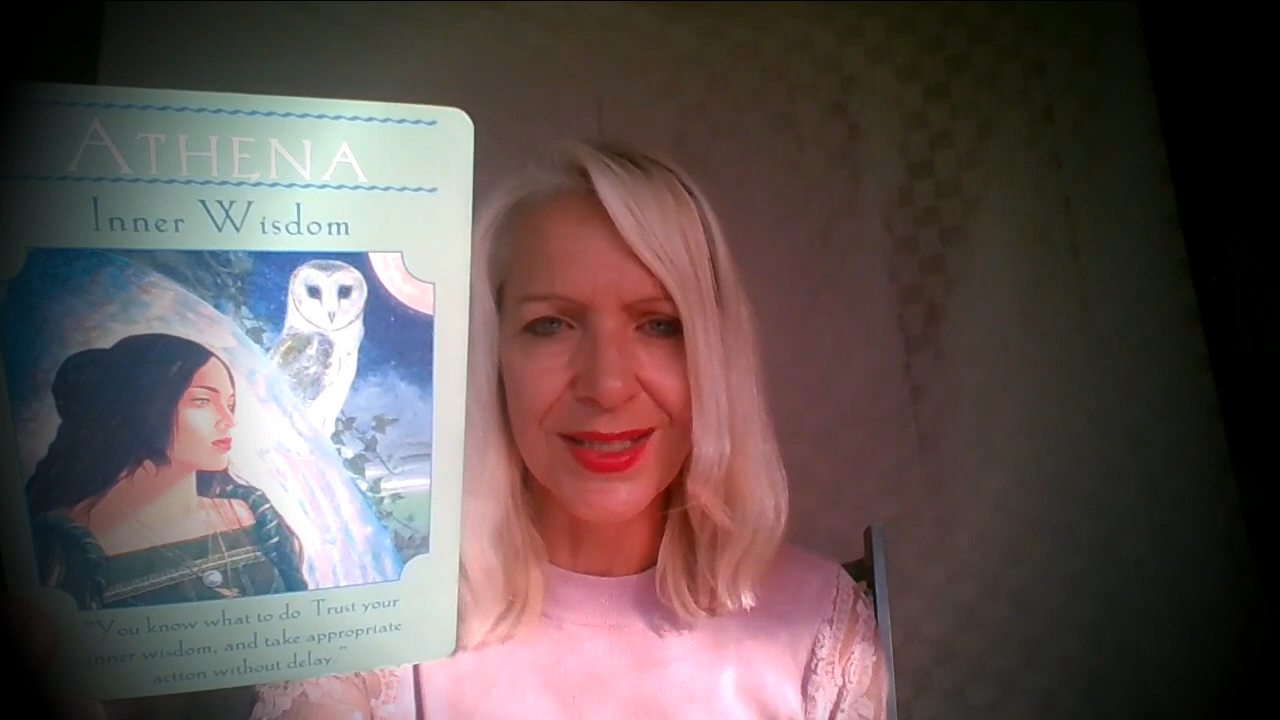 ATHENA
Inner Wisdom
"You know what to do Trust your
inner wisdom, and take appropriate
action without delay."